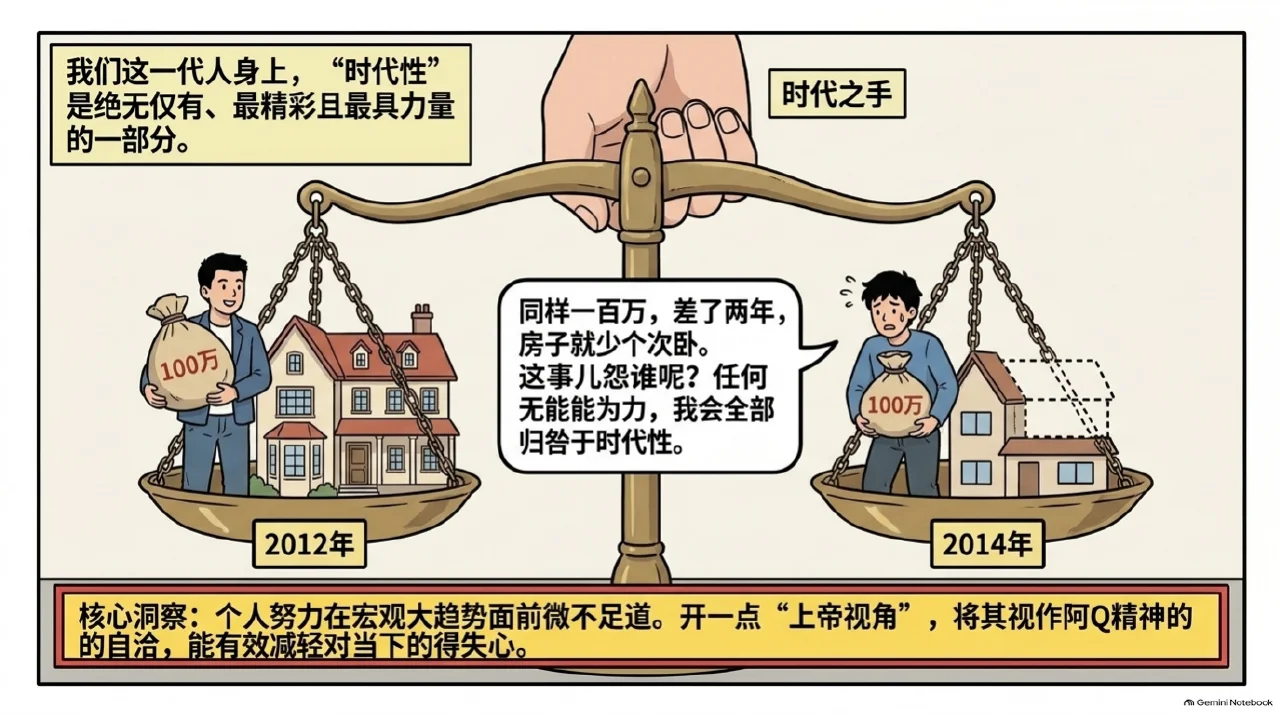 我们这一代人身上，“时代性”
是绝无仅有、最精彩且最具力量
的一部分。
时代之手
100万
同样一百万，差了两年，
房子就少个次卧。
这事儿怨谁呢？任何
无能能为力，我会全部
归咎于时代性。
100万
2012年
2014年
核心洞察：个人努力在宏观大趋势面前微不足道。开一点“上帝视角”，将其视作阿Q精神的
的自洽，能有效减轻对当下的得失心。
Gemini Notebook